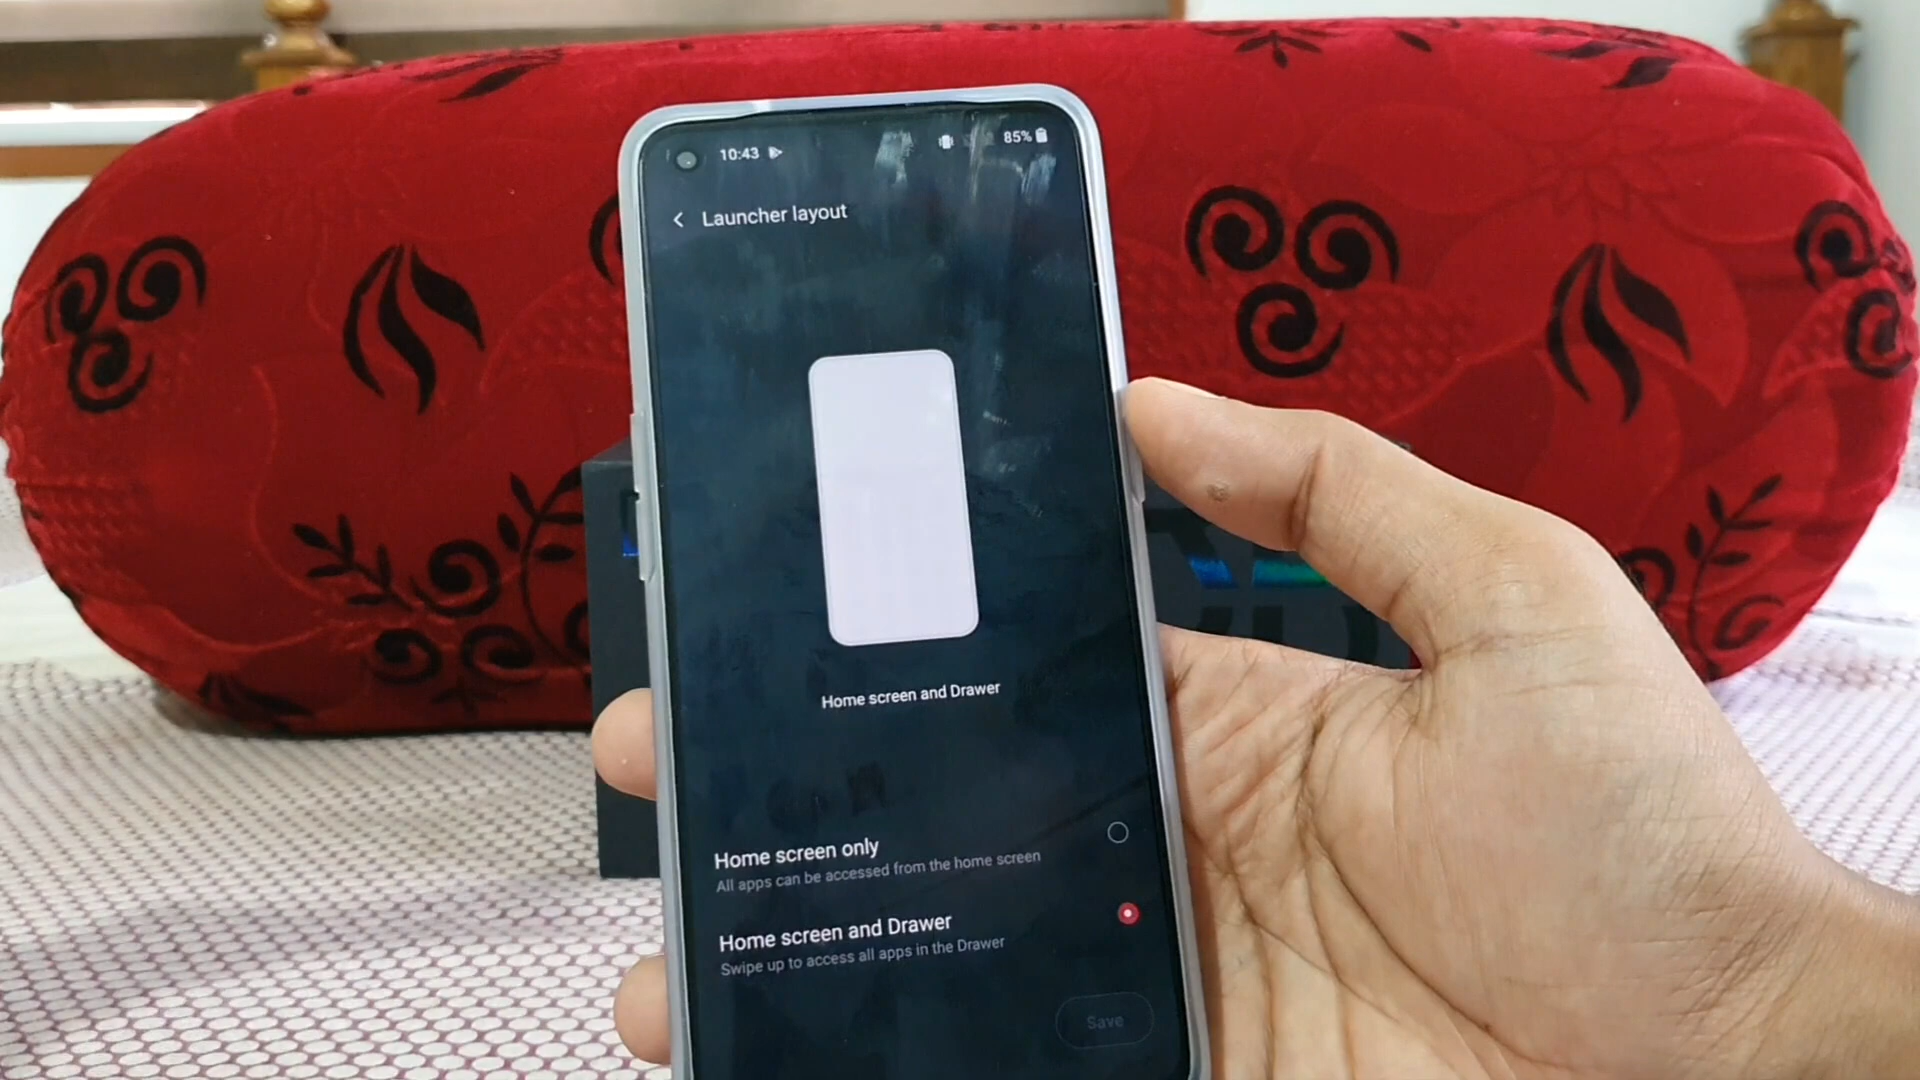 10:43
85%
Launcher layout
Home screen and Drawer
Home screen only
All apps can be accessed from the home screen
Home screen and Drawer
Swipe up to access all apps in the Drawer
Save